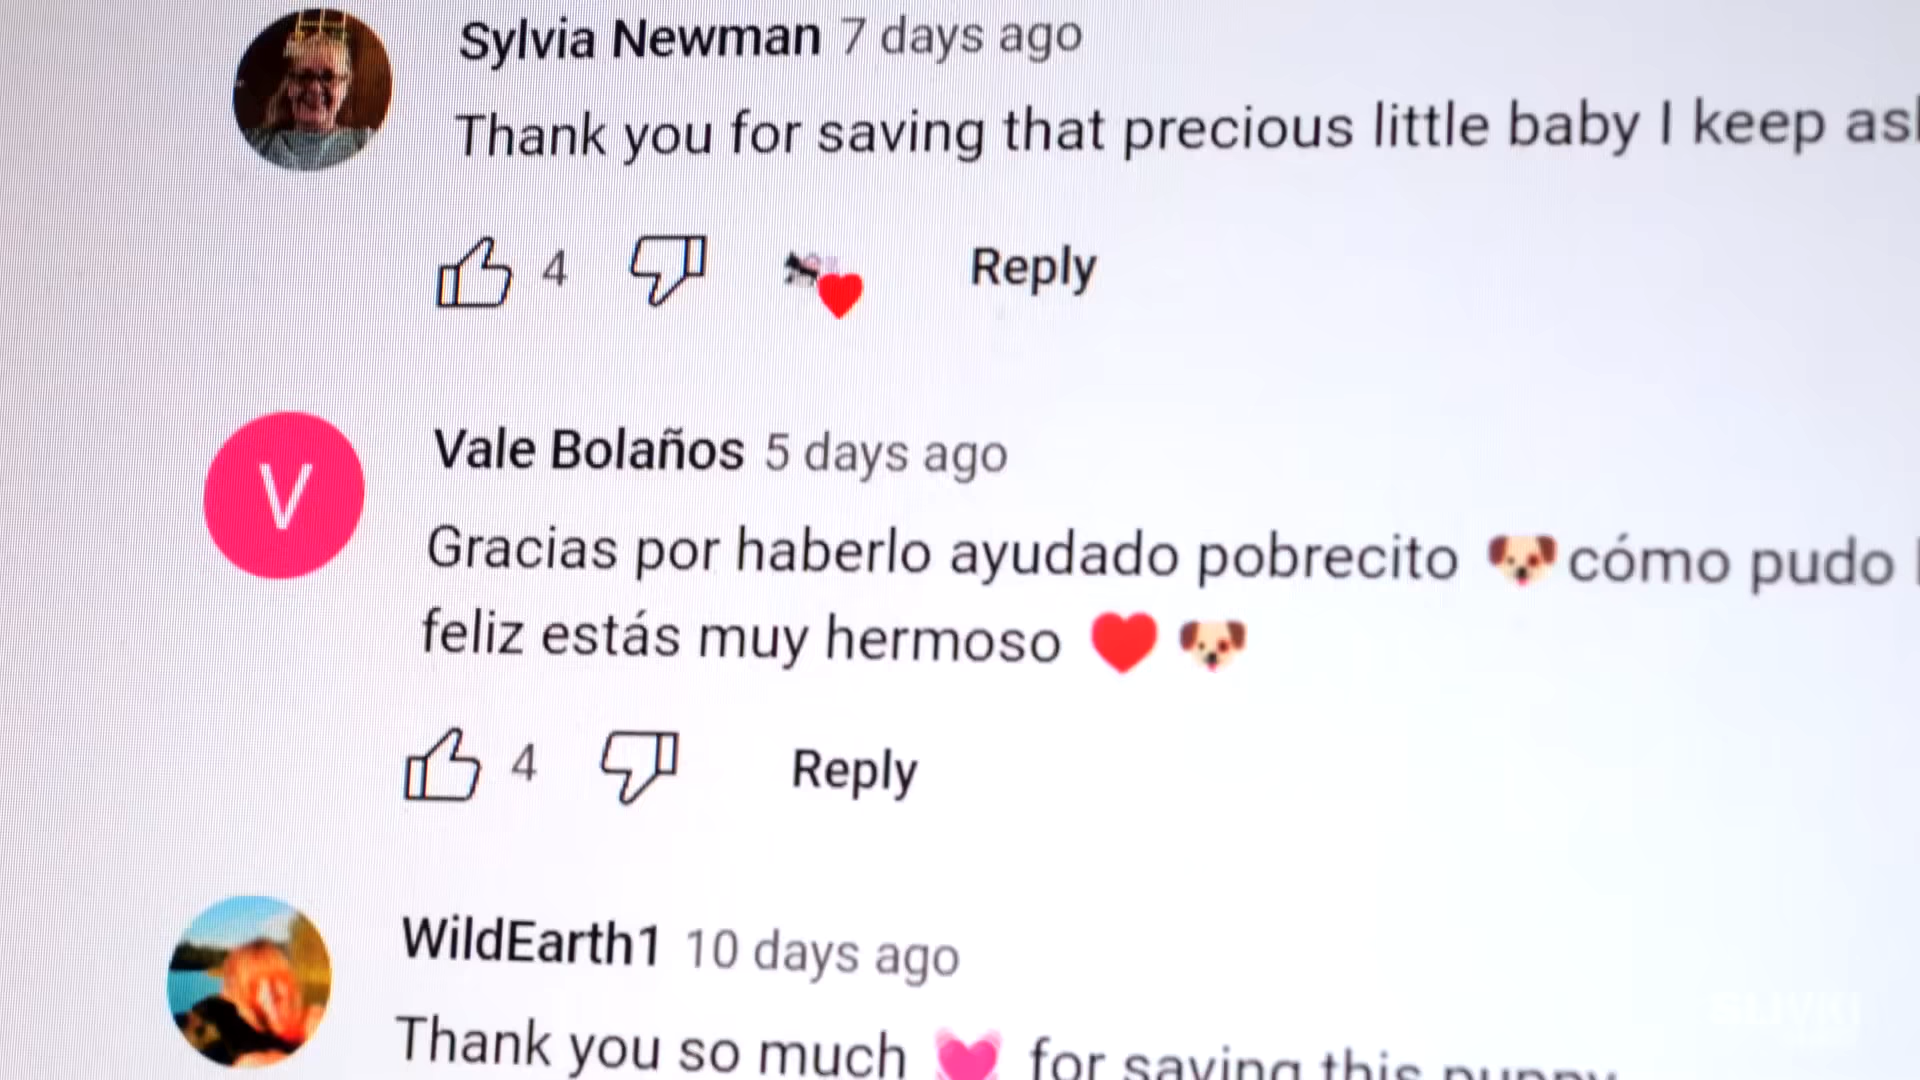 Sylvia Newman 7 days ago
Thank you for saving that precious little baby I keep
4
Reply
V
Vale Bolaños 5 days ago
Gracias por haberlo ayudado pobrecito 🐶 cómo pudo
feliz estás muy hermoso ❤️ 🐶
4
Reply
WildEarth1 10 days ago
Thank you so much 💓 for saving this puppy